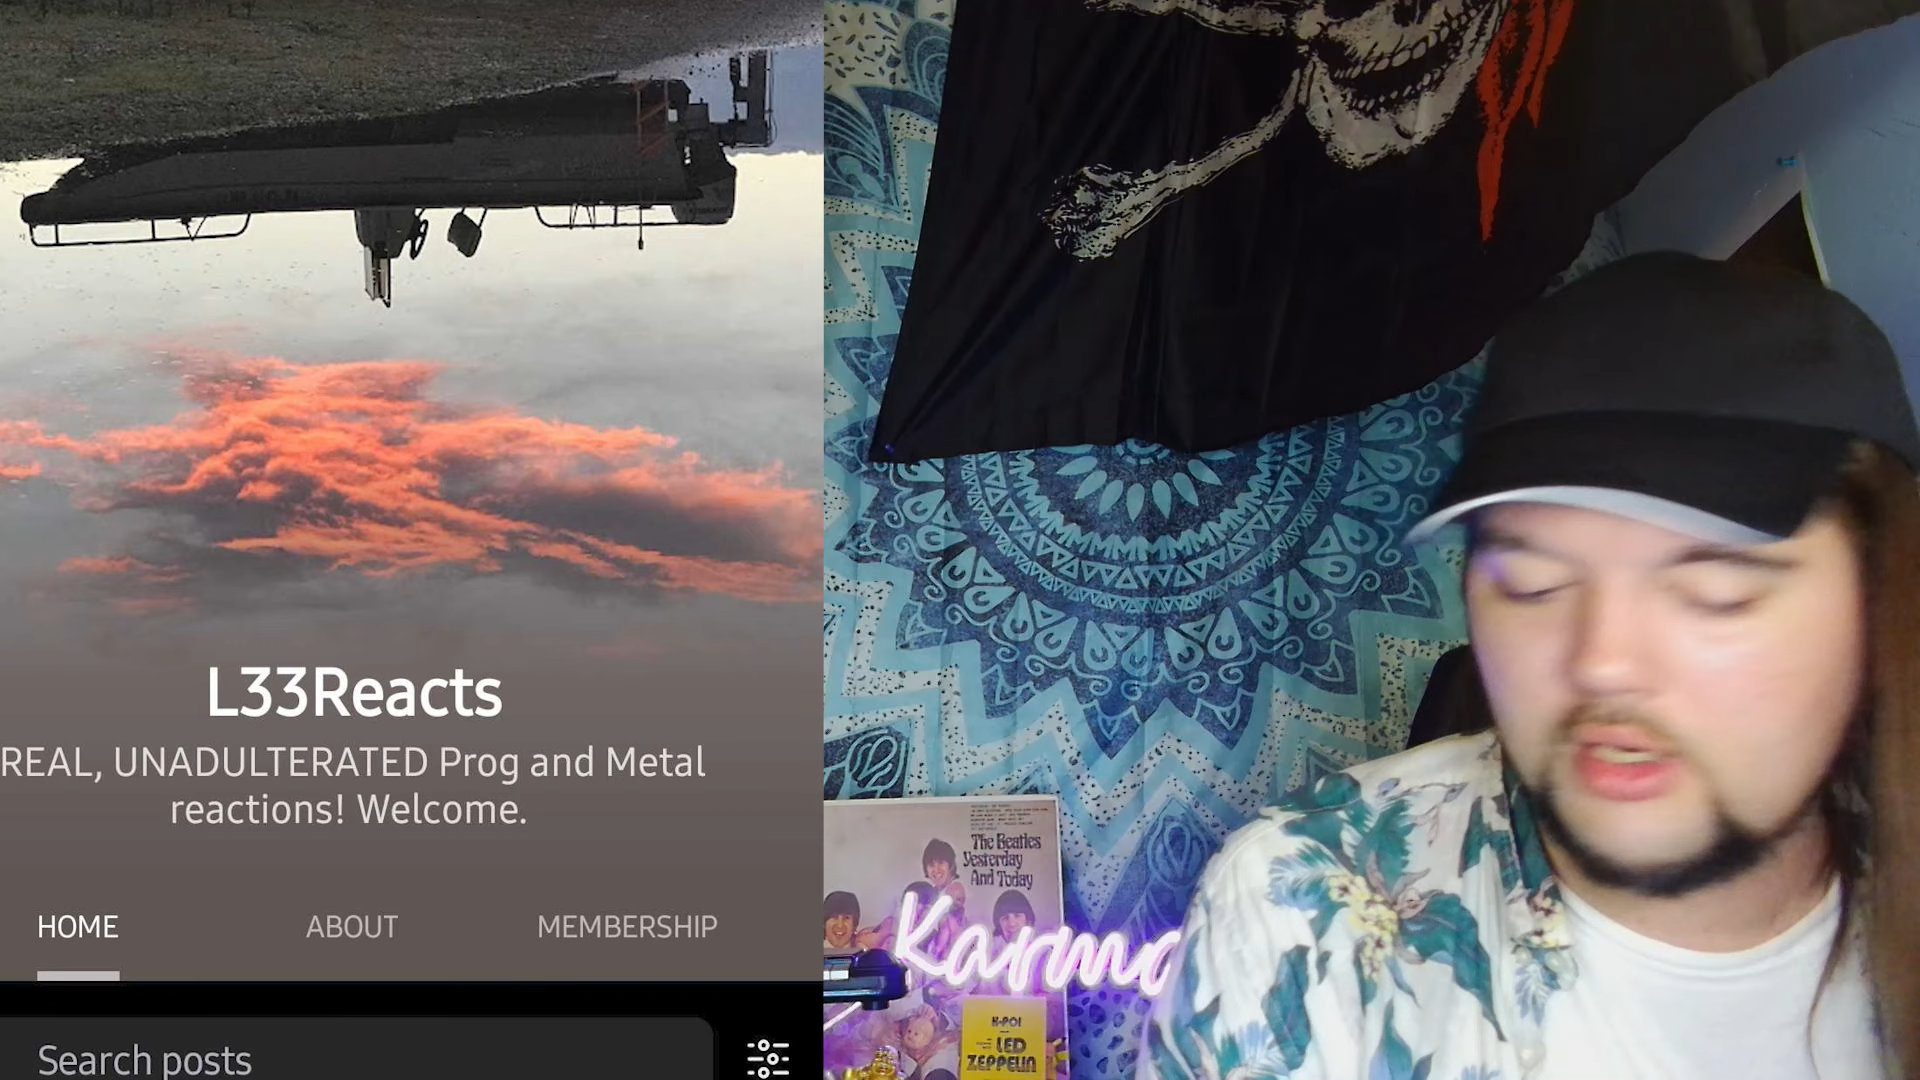 L33Reacts
REAL, UNADULTERATED Prog and Metal
reactions! Welcome.
HOME
ABOUT
MEMBERSHIP
Search posts
The Beatles
Yesterday
And Today
Karma
LED
ZEPPELIN